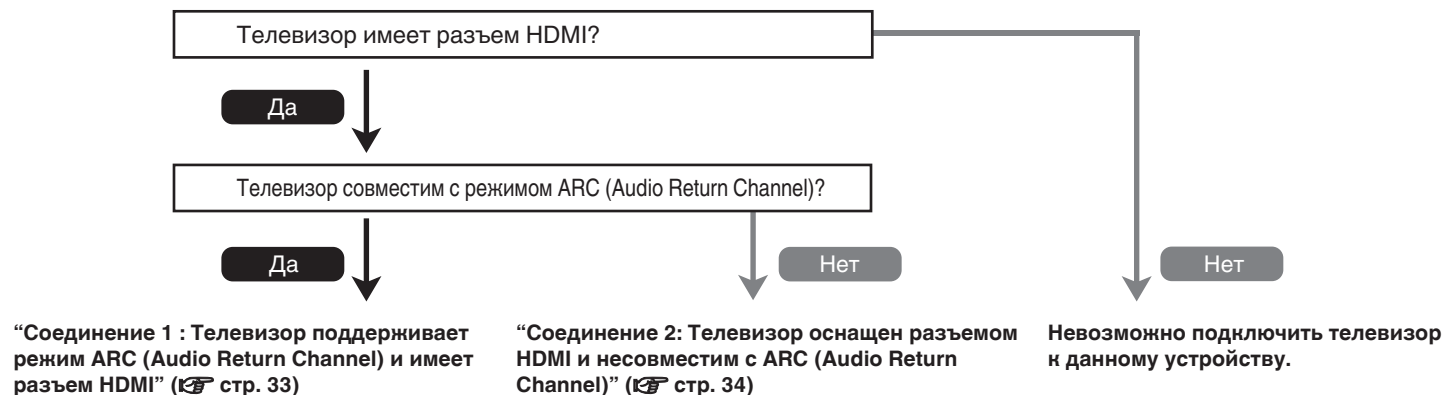 Телевизор имеет разъем HDMI?
Да
Телевизор совместим с режимом ARC (Audio Return Channel)?
Да
Нет
Нет
“Соединение 1 : Телевизор поддерживает
режим ARC (Audio Return Channel) и имеет
разъем HDMI” (☞ стр. 33)
“Соединение 2: Телевизор оснащен разъемом
HDMI и несовместим с ARC (Audio Return
Channel)” (☞ стр. 34)
Невозможно подключить телевизор
к данному устройству.